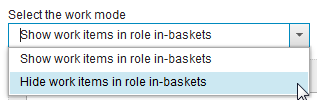 Select the work mode
Show work items in role in-baskets
Show work items in role in-baskets
Hide work items in role in-baskets